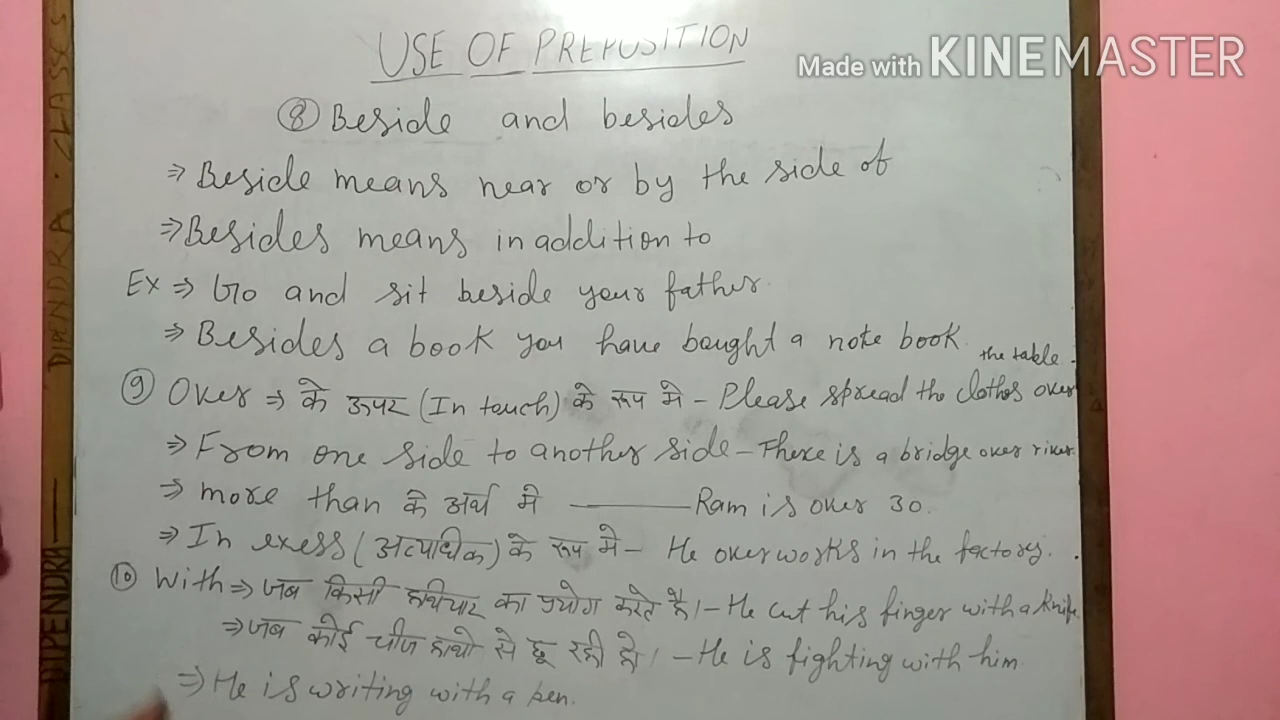 USE OF PREPOSITION
Made with KINEMASTER
⑧ Beside and besides
⇒ Beside means near or by the side of
⇒ Besides means in addition to
Ex ⇒ Go and sit beside your father.
⇒ Besides a book you have bought a note book.
the table.
⑨ Over ⇒ के ऊपर (In touch) के रूप मे - Please spread the clothes over
⇒ From one side to another side - There is a bridge over river.
⇒ more than के अर्थ मे ——— Ram is over 30.
⇒ In exess (अत्याधीक) के रूप मे - He overworks in the factory.
⑩ With ⇒ जब किसी हथियार का प्रयोग करते है। - He cut his finger with a knife
⇒ जब कोई चीज हाथो से छू रही हो। - He is fighting with him
⇒ He is writing with a pen.
DIPENDRA — DIPENDRA · CLASSES